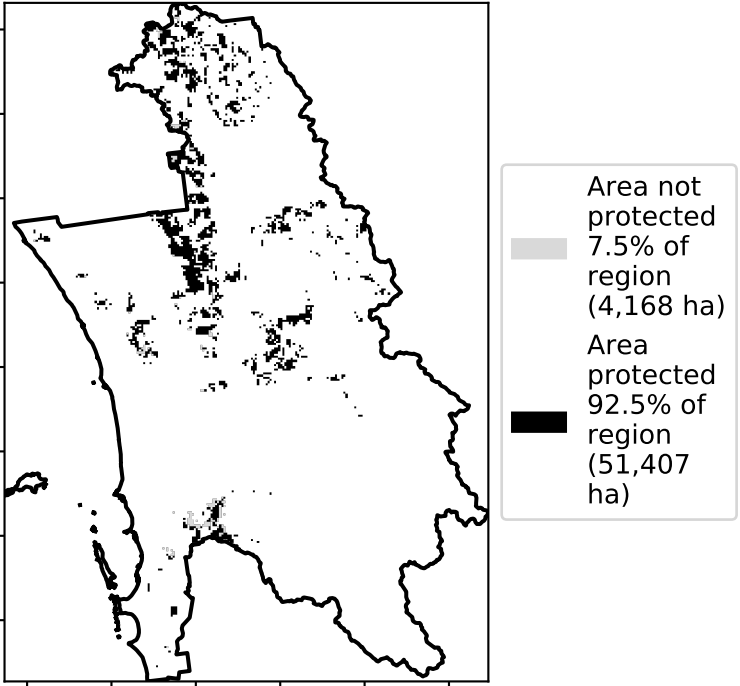 Area not
protected
7.5% of
region
(4,168 ha)
Area
protected
92.5% of
region
(51,407
ha)